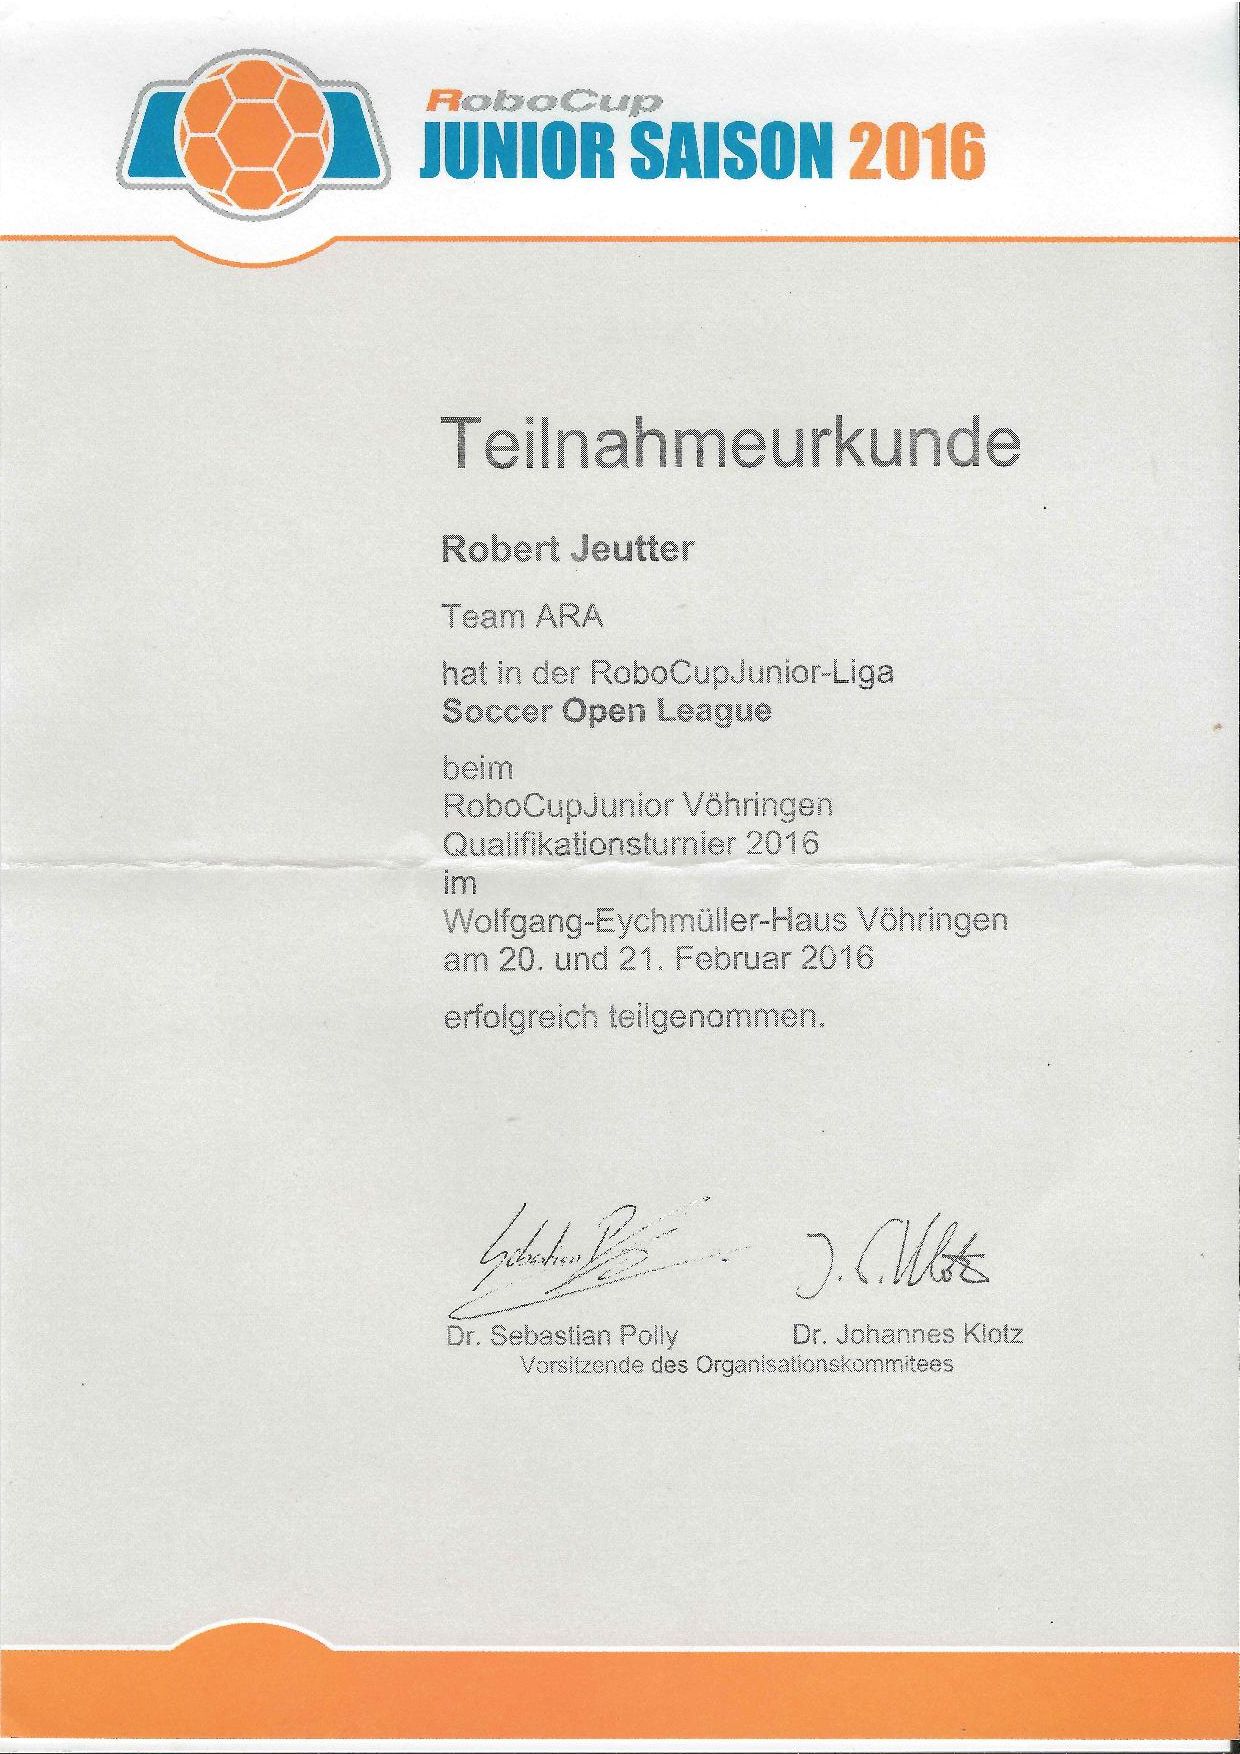 RoboCup
JUNIOR SAISON 2016
Teilnahmeurkunde
Robert Jeutter
Team ARA
hat in der RoboCupJunior-Liga
Soccer Open League
beim
RoboCupJunior Vöhringen
Qualifikationsturnier 2016
im
Wolfgang-Eychmüller-Haus Vöhringen
am 20. und 21. Februar 2016
erfolgreich teilgenommen.
Sebastian
J. C. Klotz
Dr. Sebastian Polly Dr. Johannes Klotz
Vorsitzende des Organisationskommitees